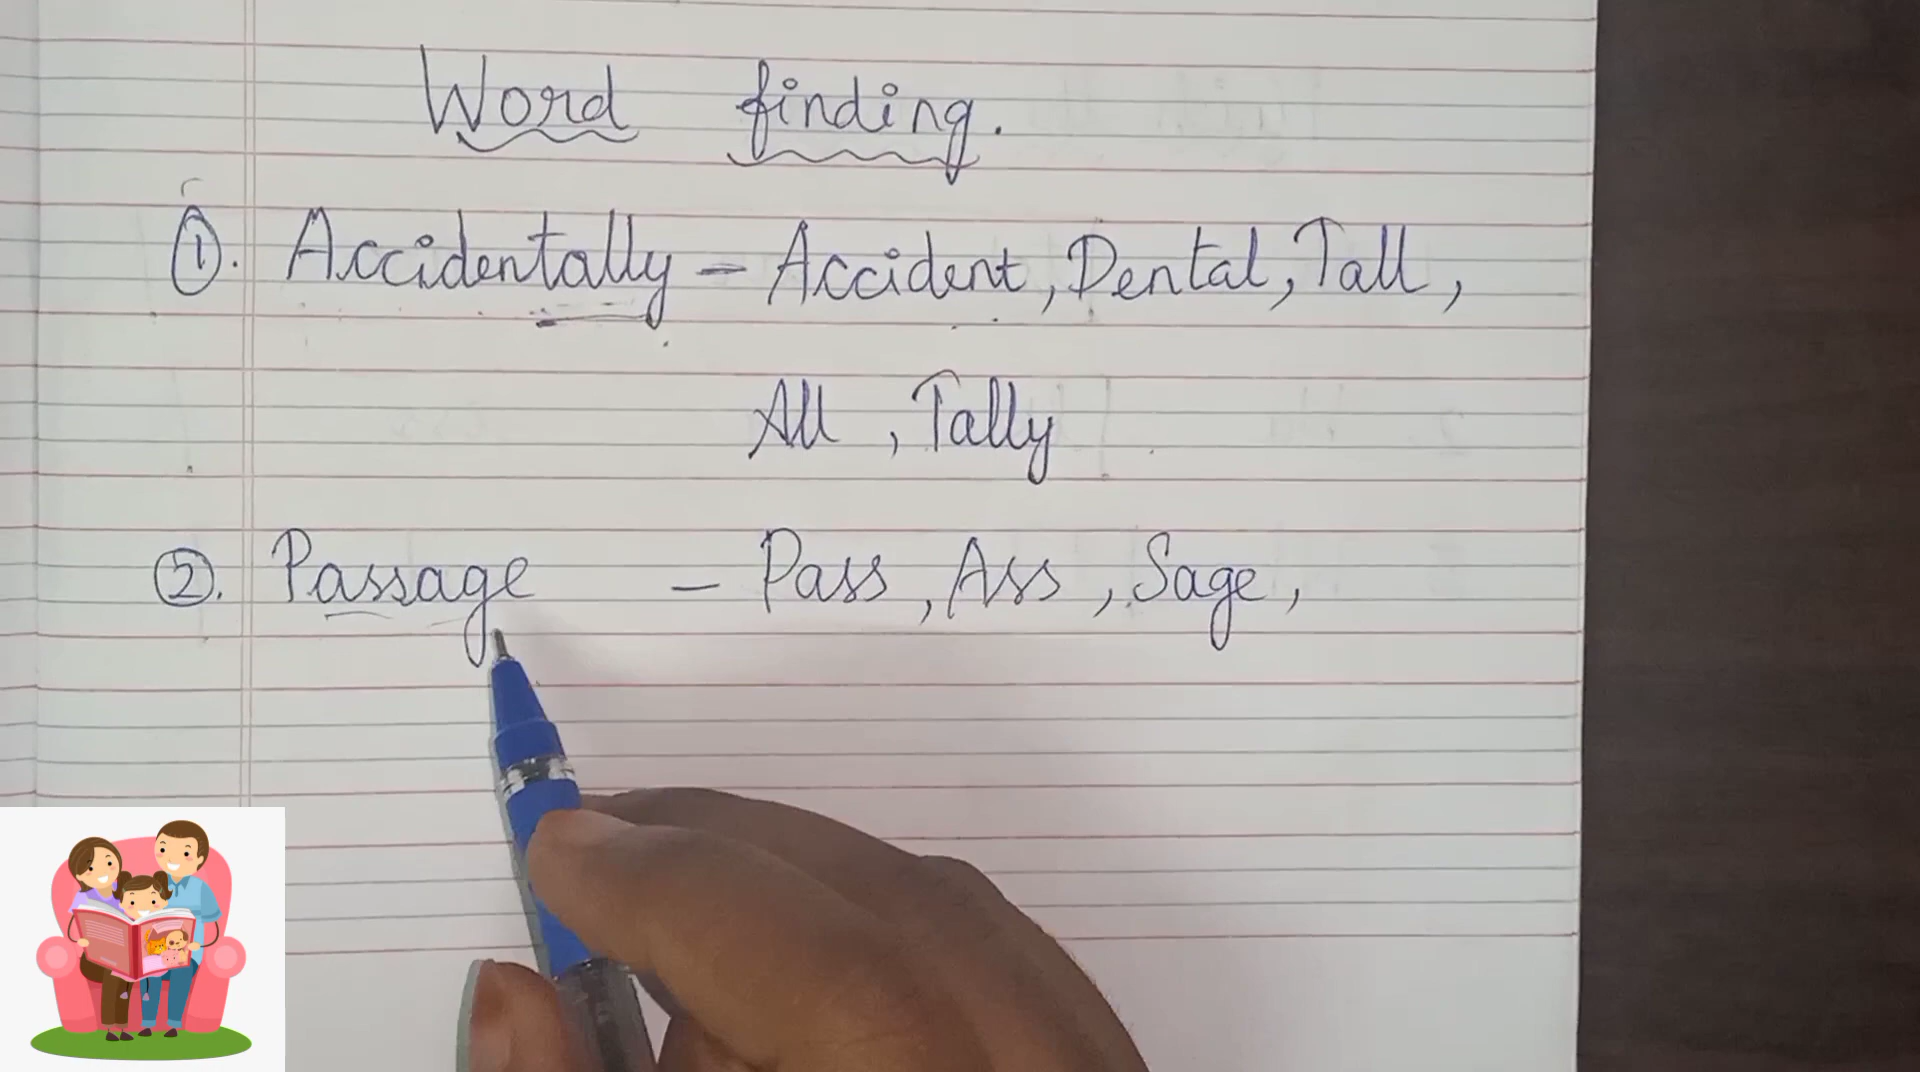 Word finding.
①. Accidentally - Accident, Dental, Tall,
All, Tally
②. Passage - Pass, Ass, Sage,